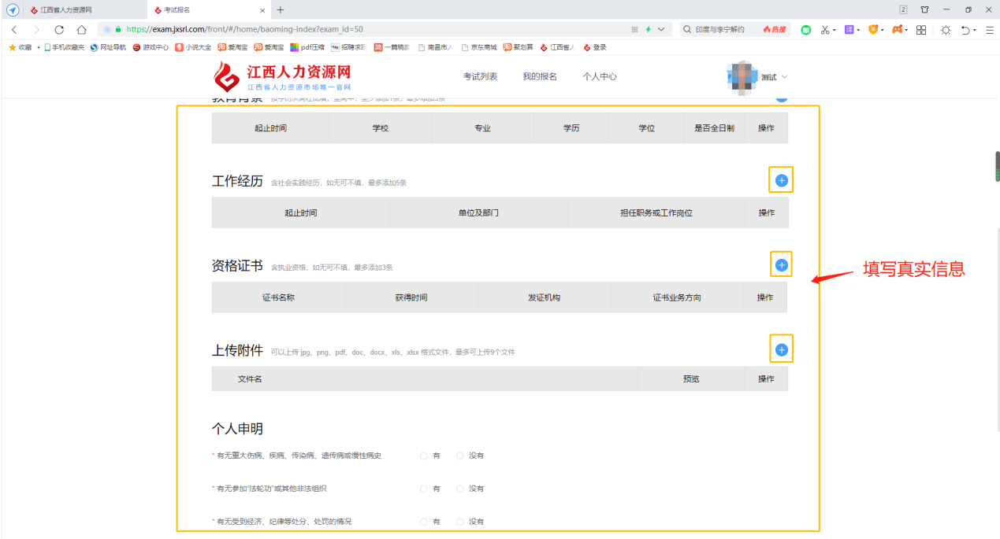 江西省人力资源网 考试报名 2
https://exam.jxsrl.com/front/#/home/baoming-index?exam_id=50 印度与李宁解约 热搜 译
收藏 手机收藏夹 网址导航 游戏中心 小说大全 爱淘宝 爱淘宝 pdf压缩 招聘求职 一篇稿 南昌市人 京东商城 聚划算 江西省人 登录
江西人力资源网 考试列表 我的报名 个人中心 测试
江西省人力资源市场唯一官网
教育背景
起止时间 学校 专业 学历 学位 是否全日制 操作
工作经历 含社会实践经历，如无可不填，最多添加5条
起止时间 单位及部门 担任职务或工作岗位 操作
资格证书 含执业资格，如无可不填，最多添加3条
填写真实信息
证书名称 获得时间 发证机构 证书业务方向 操作
上传附件 可以上传 jpg、png、pdf、doc、docx、xls、xlsx 格式文件，最多可上传9个文件
文件名 预览 操作
个人申明
* 有无重大伤病、疾病、传染病、遗传病或慢性病史 有 没有
* 有无参加“法轮功”或其他非法组织 有 没有
* 有无受到经济、纪律等处分、处罚的情况 有 没有